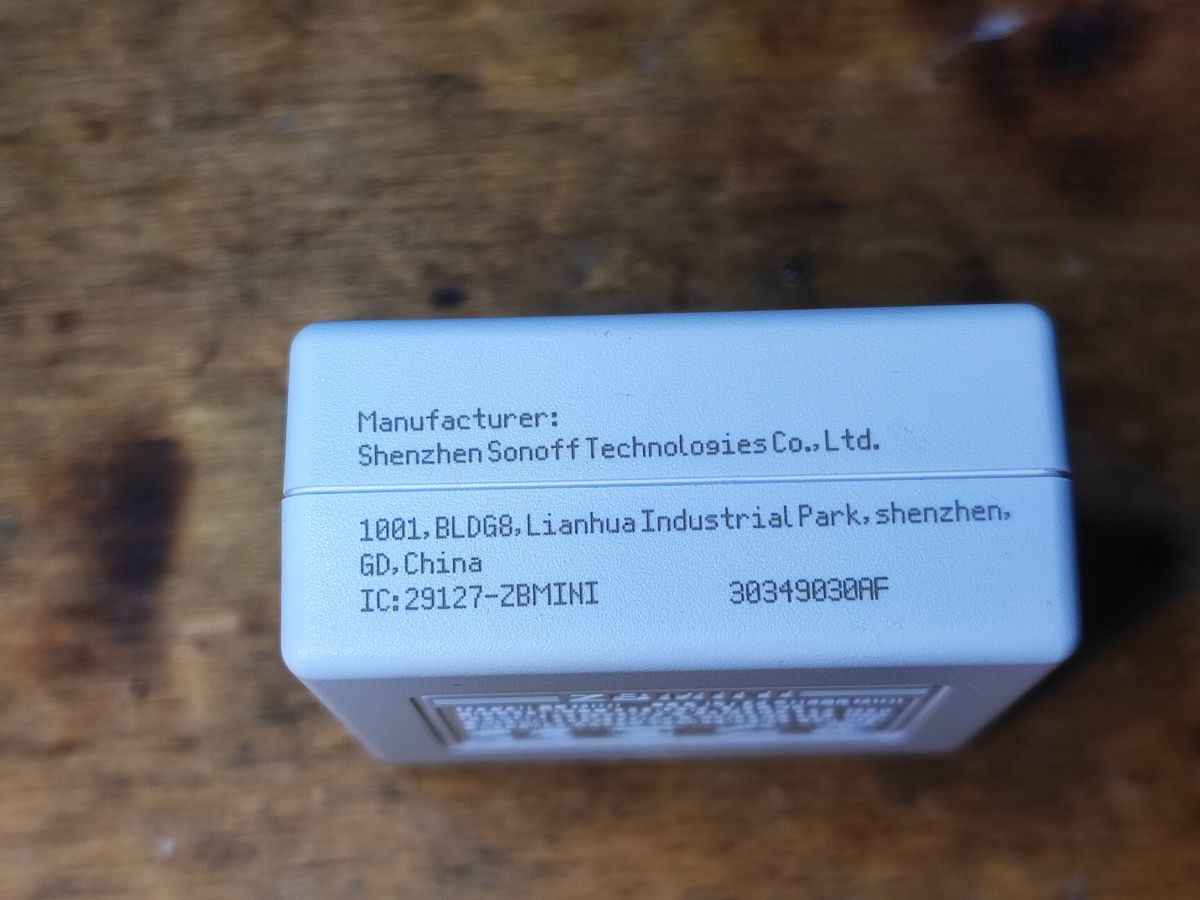 Manufacturer:
Shenzhen Sonoff Technologies Co., Ltd.
1001, BLDG8, Lianhua Industrial Park, shenzhen,
GD, China
IC:29127-ZBMINI 30349030AF